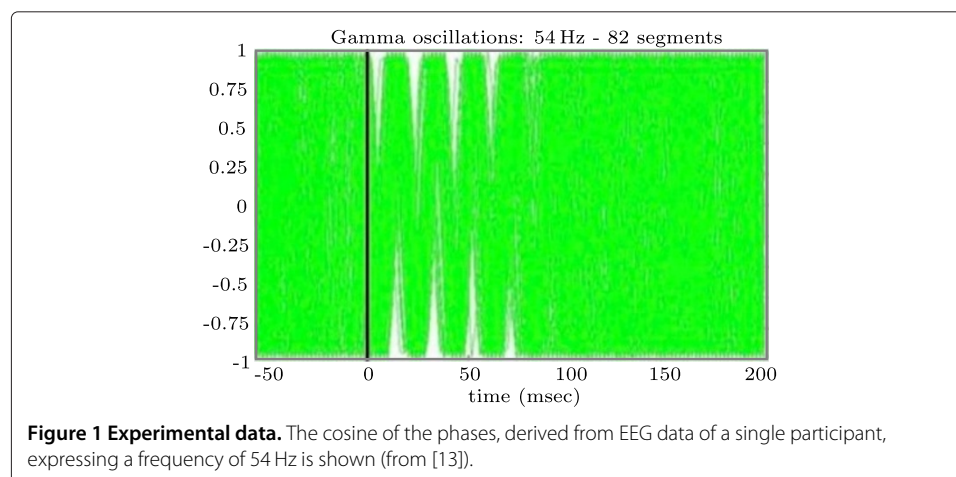 Gamma oscillations: 54 Hz - 82 segments
1
0.75
0.5
0.25
0
-0.25
-0.5
-0.75
-1
-50 0 50 100 150 200
time (msec)
Figure 1 Experimental data. The cosine of the phases, derived from EEG data of a single participant,
expressing a frequency of 54 Hz is shown (from [13]).